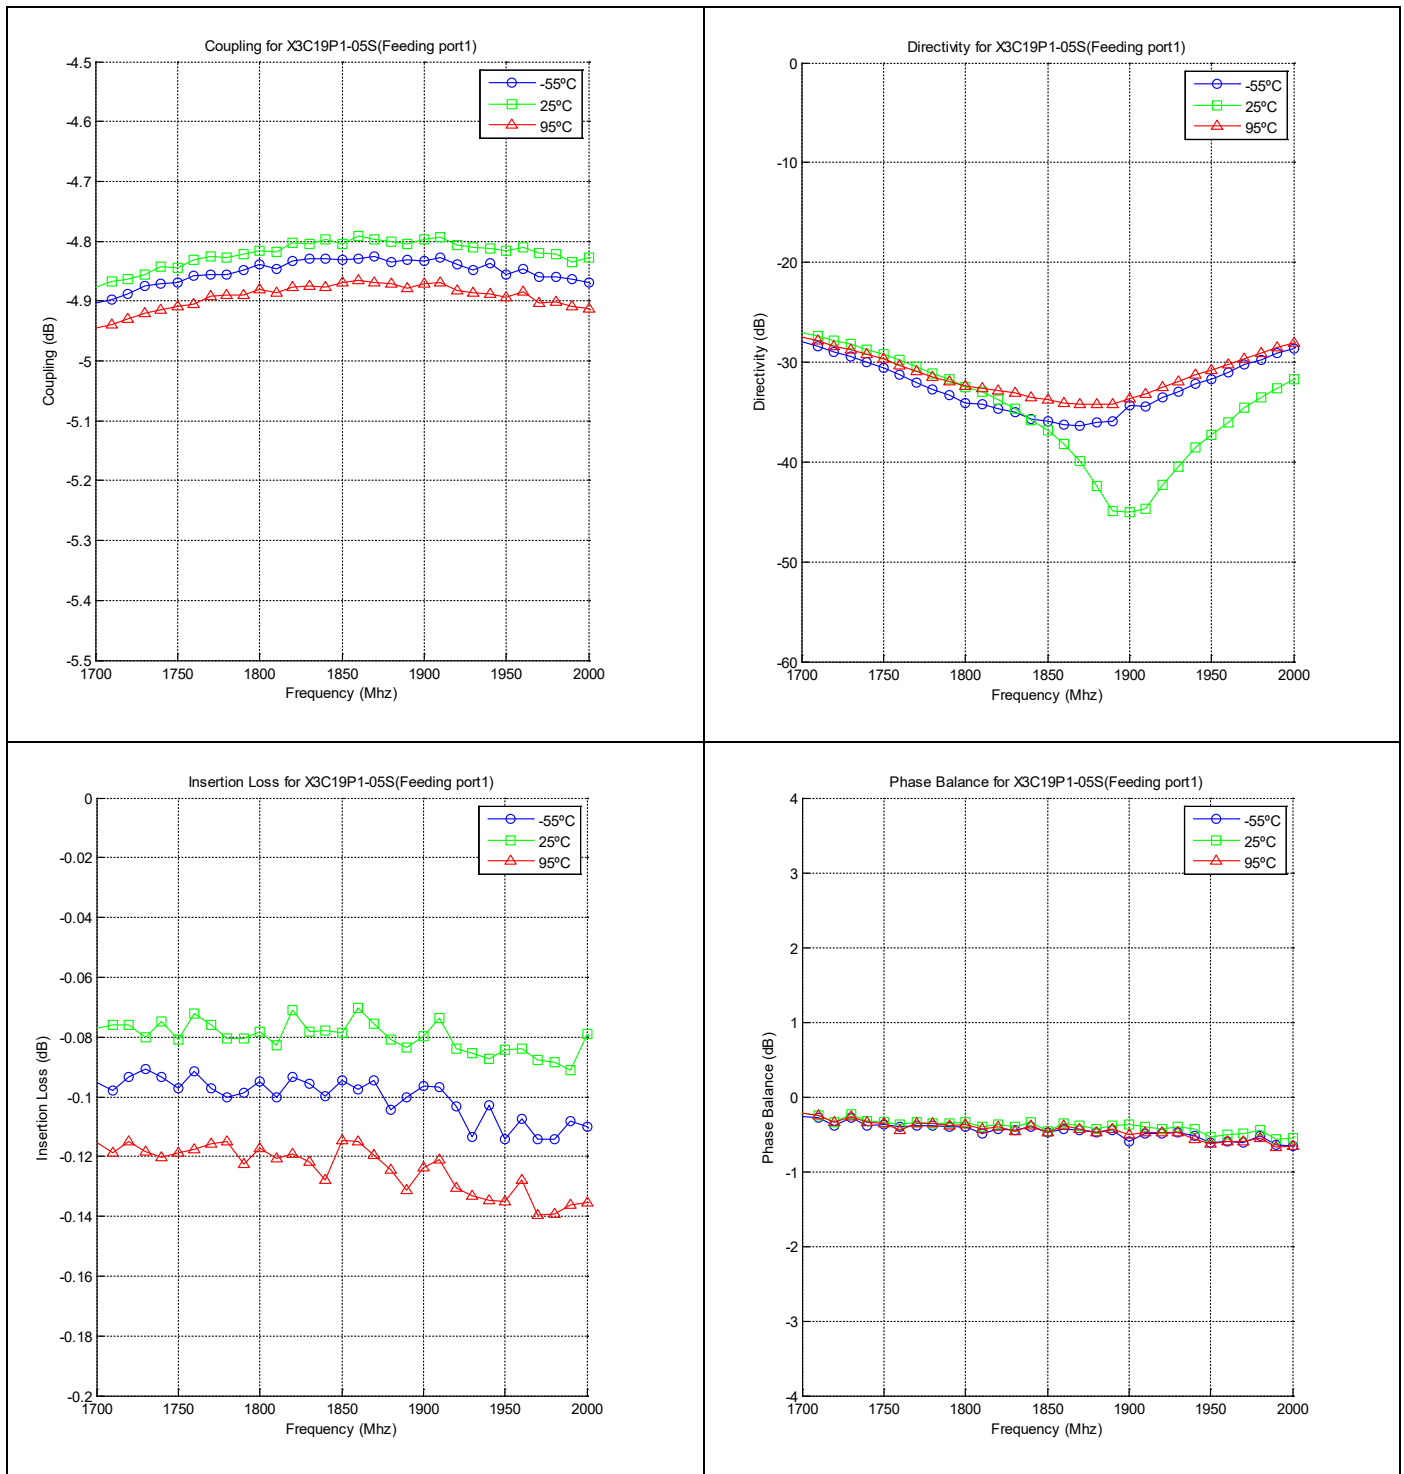 Coupling for X3C19P1-05S(Feeding port1)
-4.5
-4.6
-4.7
-4.8
-4.9
-5
-5.1
-5.2
-5.3
-5.4
-5.5
Coupling (dB)
-55ºC
25ºC
95ºC
1700 1750 1800 1850 1900 1950 2000
Frequency (Mhz)
Directivity for X3C19P1-05S(Feeding port1)
0
-10
-20
-30
-40
-50
-60
Directivity (dB)
-55ºC
25ºC
95ºC
1700 1750 1800 1850 1900 1950 2000
Frequency (Mhz)
Insertion Loss for X3C19P1-05S(Feeding port1)
0
-0.02
-0.04
-0.06
-0.08
-0.1
-0.12
-0.14
-0.16
-0.18
-0.2
Insertion Loss (dB)
-55ºC
25ºC
95ºC
1700 1750 1800 1850 1900 1950 2000
Frequency (Mhz)
Phase Balance for X3C19P1-05S(Feeding port1)
4
3
2
1
0
-1
-2
-3
-4
Phase Balance (dB)
-55ºC
25ºC
95ºC
1700 1750 1800 1850 1900 1950 2000
Frequency (Mhz)